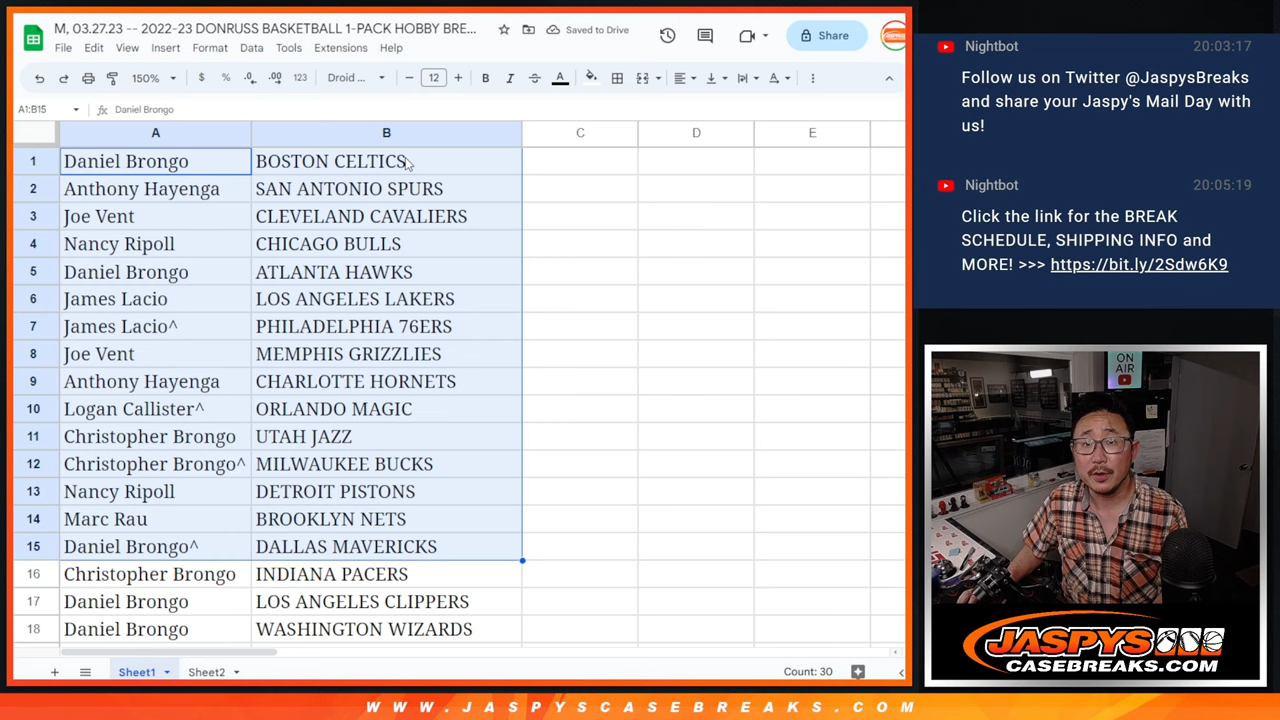 M, 03.27.23 -- 2022-23 DONRUSS BASKETBALL 1-PACK HOBBY BRE...
Saved to Drive
Share
File Edit View Insert Format Data Tools Extensions Help
150% $ % .0 .00 123 Droid ... 12 B I A
A1:B15 fx Daniel Brongo
A B C D E
1 Daniel Brongo BOSTON CELTICS
2 Anthony Hayenga SAN ANTONIO SPURS
3 Joe Vent CLEVELAND CAVALIERS
4 Nancy Ripoll CHICAGO BULLS
5 Daniel Brongo ATLANTA HAWKS
6 James Lacio LOS ANGELES LAKERS
7 James Lacio^ PHILADELPHIA 76ERS
8 Joe Vent MEMPHIS GRIZZLIES
9 Anthony Hayenga CHARLOTTE HORNETS
10 Logan Callister^ ORLANDO MAGIC
11 Christopher Brongo UTAH JAZZ
12 Christopher Brongo^ MILWAUKEE BUCKS
13 Nancy Ripoll DETROIT PISTONS
14 Marc Rau BROOKLYN NETS
15 Daniel Brongo^ DALLAS MAVERICKS
16 Christopher Brongo INDIANA PACERS
17 Daniel Brongo LOS ANGELES CLIPPERS
18 Daniel Brongo WASHINGTON WIZARDS
Sheet1 Sheet2 Count: 30
Nightbot 20:03:17
Follow us on Twitter @JaspysBreaks
and share your Jaspy's Mail Day with
us!
Nightbot 20:05:19
Click the link for the BREAK
SCHEDULE, SHIPPING INFO and
MORE! >>> https://bit.ly/2Sdw6K9
ON
AIR
JASPYS
CASEBREAKS.COM
WWW.JASPYSCASEBREAKS.COM